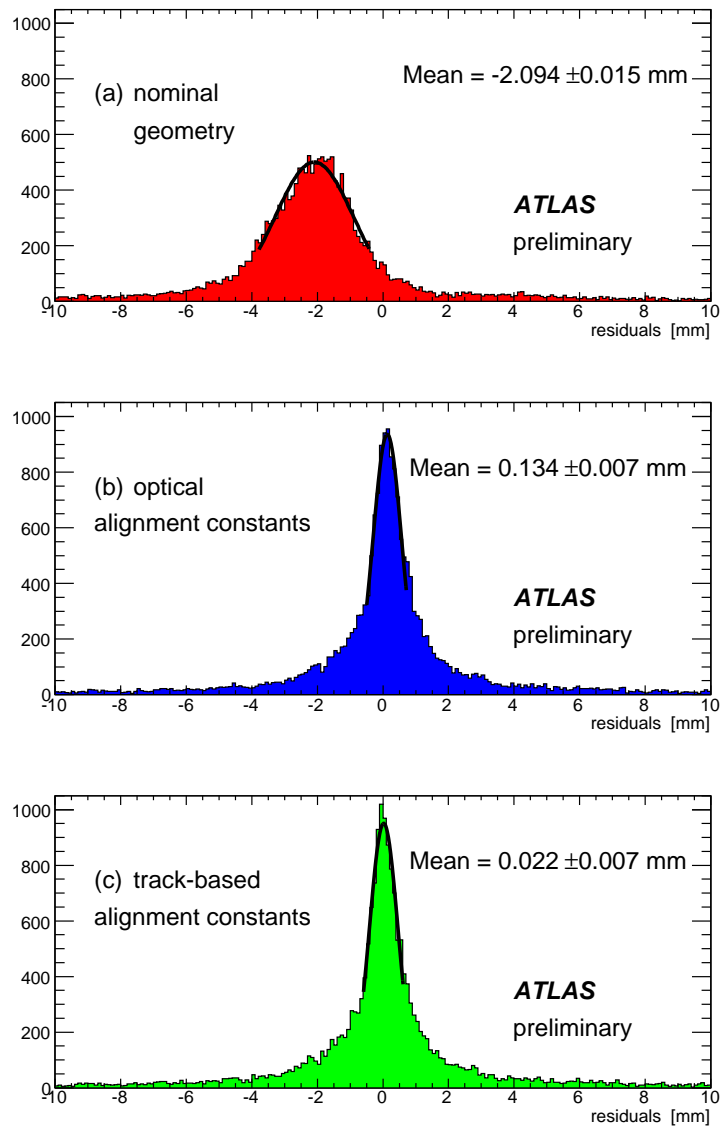 1000
Mean = -2.094 ±0.015 mm
(a) nominal
geometry
800
600
ATLAS
preliminary
400
200
0
-10 -8 -6 -4 -2 0 2 4 6 8 10
residuals [mm]
1000
Mean = 0.134 ±0.007 mm
(b) optical
alignment constants
800
600
ATLAS
preliminary
400
200
0
-10 -8 -6 -4 -2 0 2 4 6 8 10
residuals [mm]
1000
Mean = 0.022 ±0.007 mm
(c) track-based
alignment constants
800
600
ATLAS
preliminary
400
200
0
-10 -8 -6 -4 -2 0 2 4 6 8 10
residuals [mm]